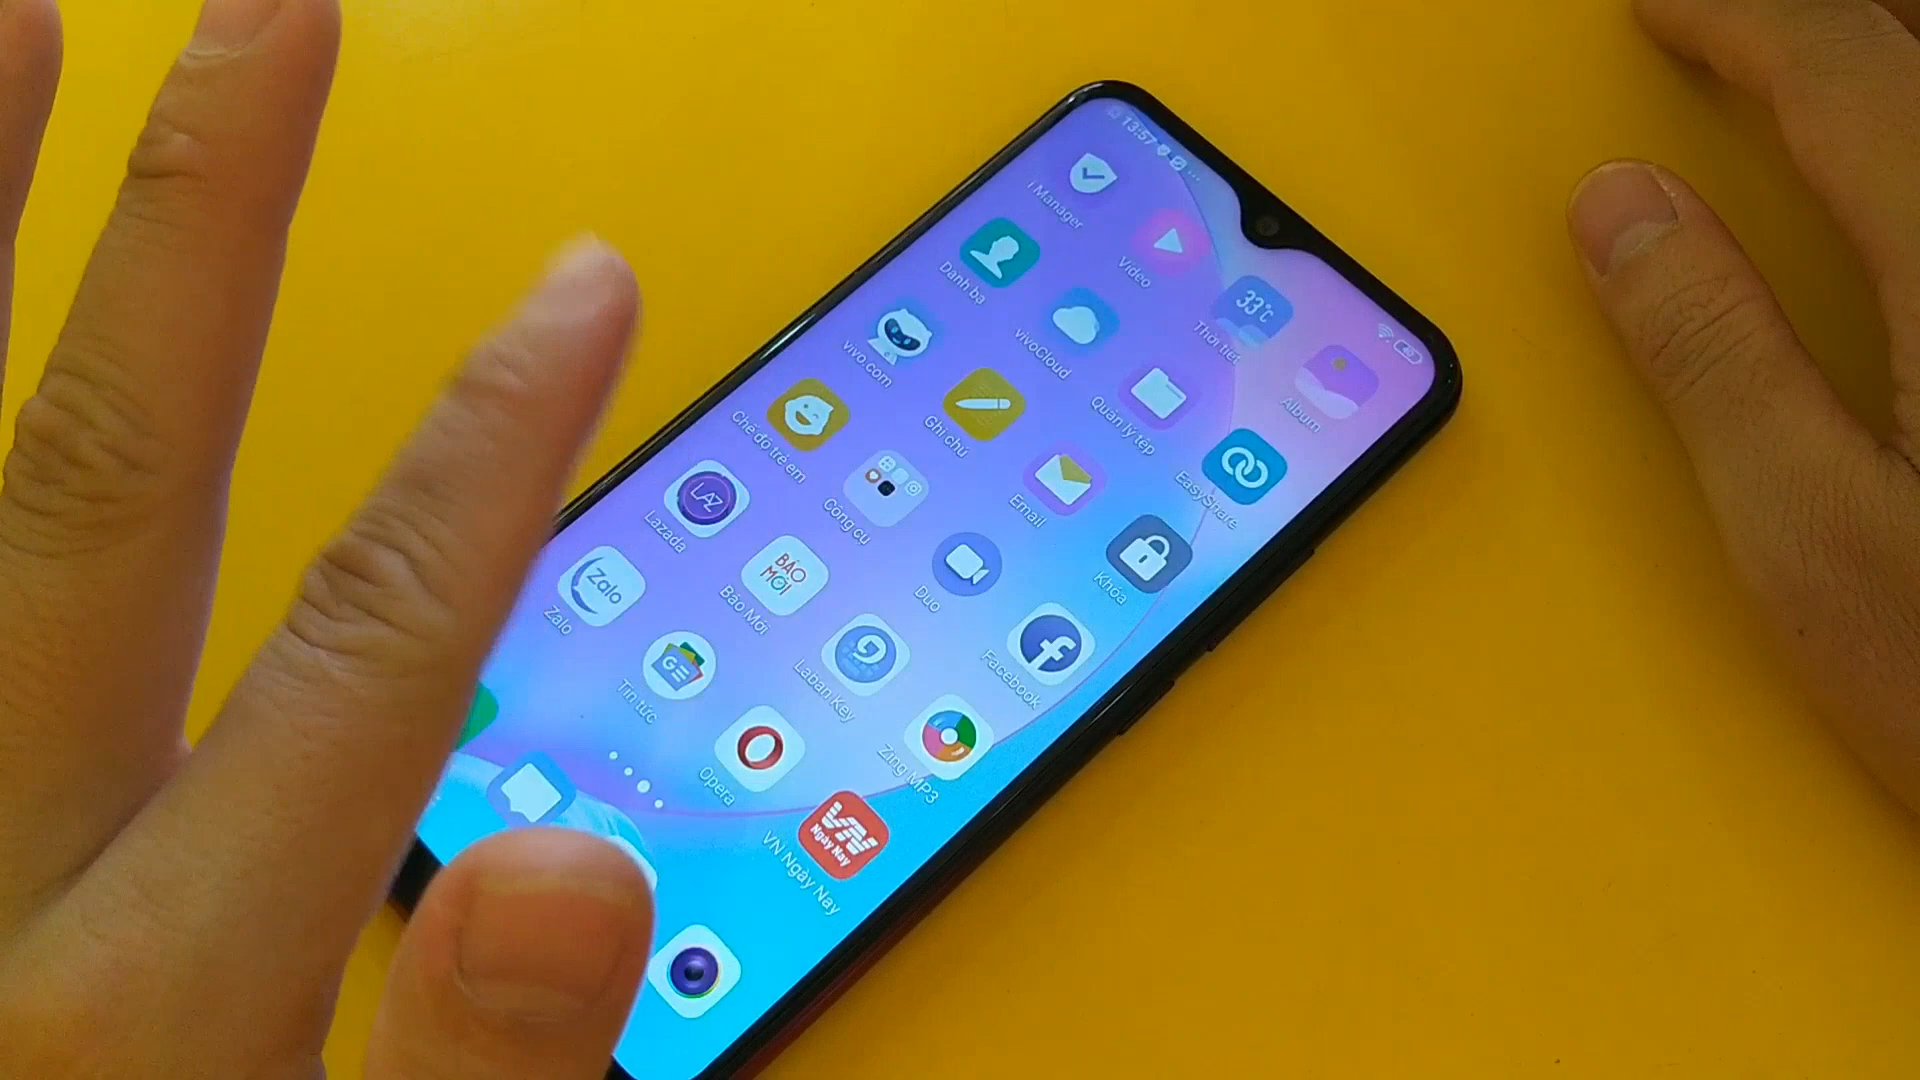 13:57
i Manager
Video
33°C
Thời tiết
Album
Danh bạ
vivoCloud
Quản lý tệp
EasyShare
vivo.com
Ghi chú
Email
Khóa
Chế độ trẻ em
Công cụ
Duo
Facebook
LAZ
Lazada
BÁO
MỚI
Báo Mới
Laban Key
Zing MP3
Zalo
Zalo
GE
Tin tức
Opera
VN
Ngày Nay
VN Ngày Nay